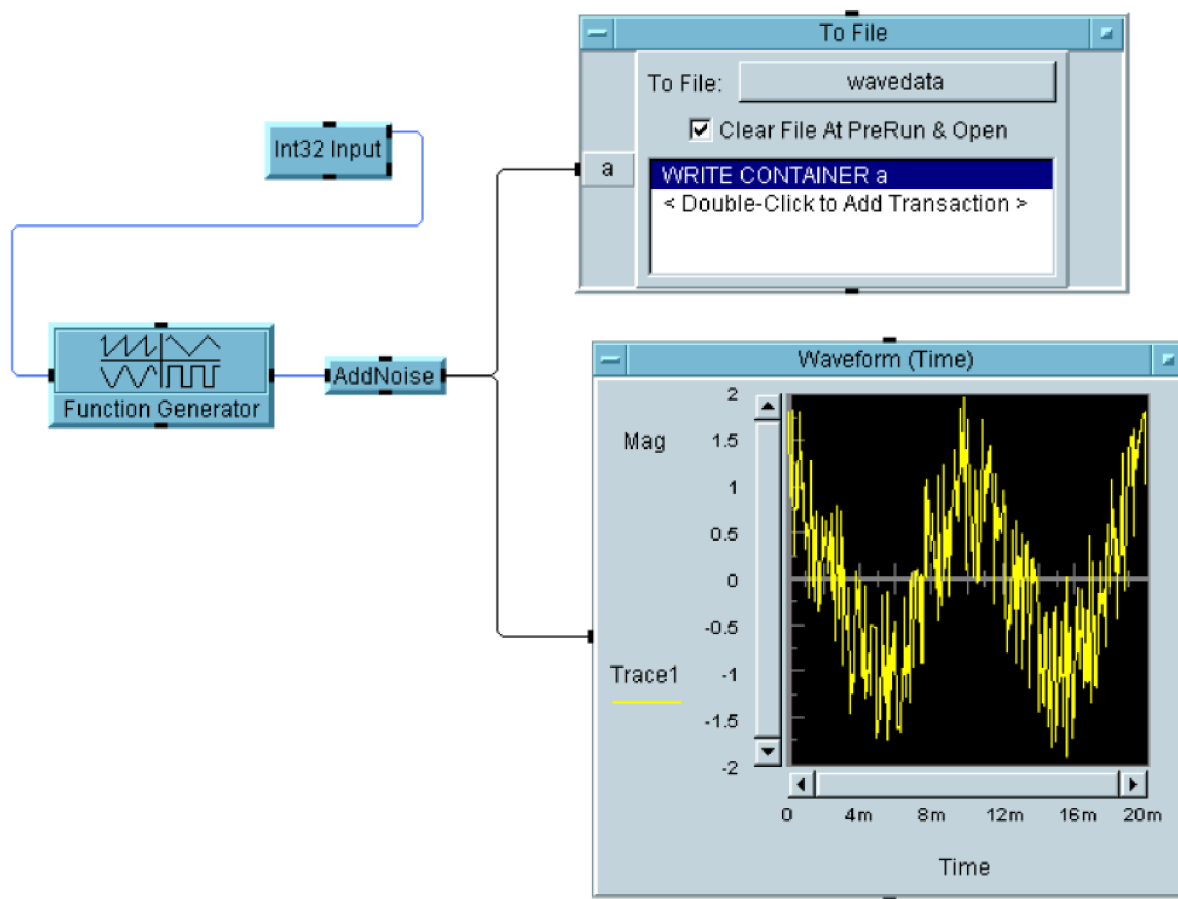 To File
To File: wavedata
Clear File At PreRun & Open
Int32 Input
a
WRITE CONTAINER a
< Double-Click to Add Transaction >
Function Generator
AddNoise
Waveform (Time)
Mag
Trace1
2
1.5
1
0.5
0
-0.5
-1
-1.5
-2
0 4m 8m 12m 16m 20m
Time